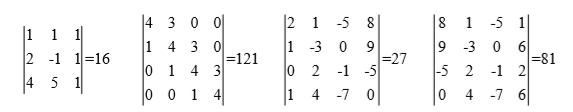 |1 1 1|
|2 -1 1|=16
|4 5 1|
|4 3 0 0|
|1 4 3 0|
|0 1 4 3|=121
|0 0 1 4|
|2 1 -5 8|
|1 -3 0 9|
|0 2 -1 -5|=27
|1 4 -7 0|
|8 1 -5 1|
|9 -3 0 6|
|-5 2 -1 2|=81
|0 4 -7 6|